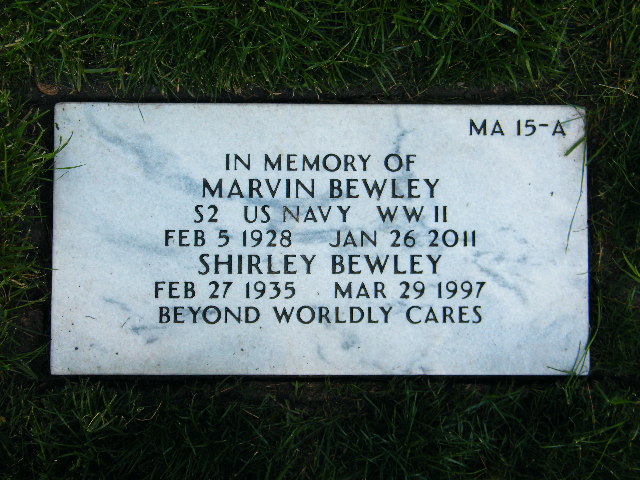 MA 15-A
IN MEMORY OF
MARVIN BEWLEY
S2 US NAVY WW II
FEB 5 1928 JAN 26 2011
SHIRLEY BEWLEY
FEB 27 1935 MAR 29 1997
BEYOND WORLDLY CARES